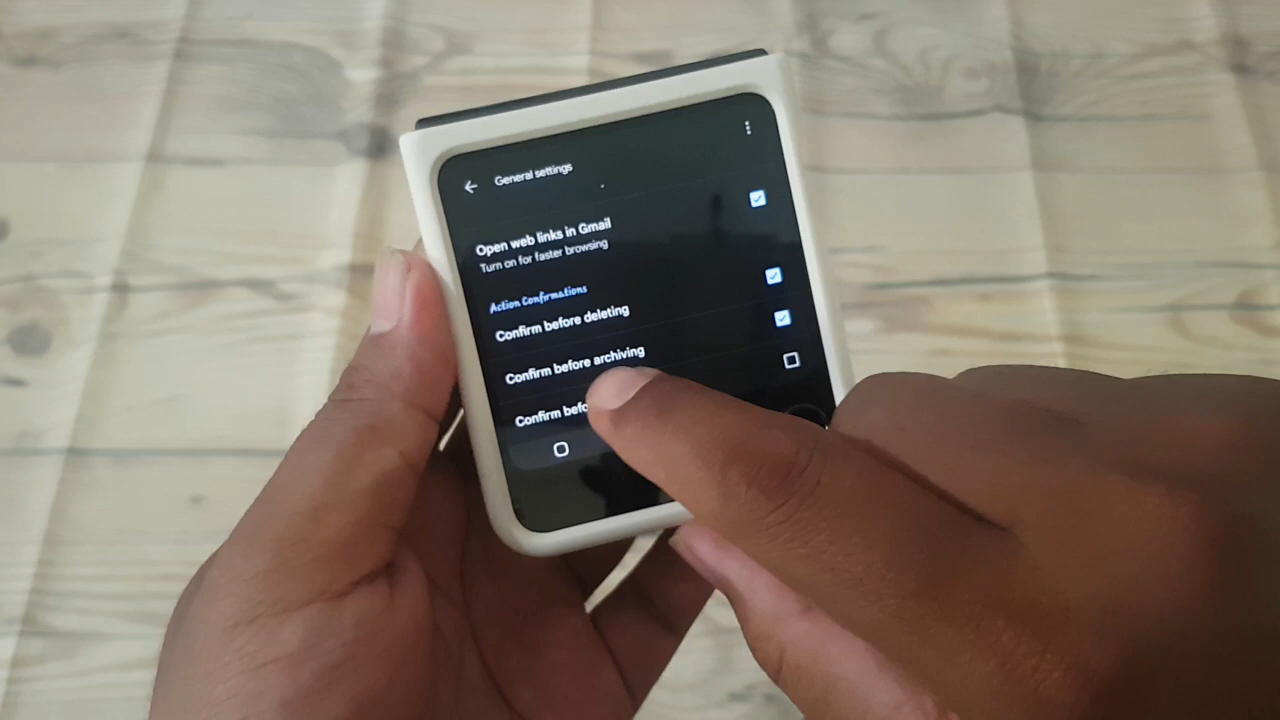 General settings
Open web links in Gmail
Turn on for faster browsing
Action Confirmations
Confirm before deleting
Confirm before archiving
Confirm